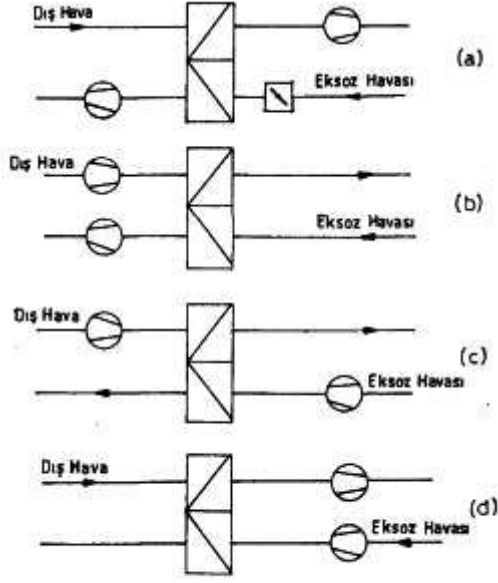 Dış Hava
(a)
Eksoz Havası
Dış Hava
(b)
Eksoz Havası
Dış Hava
(c)
Eksoz Havası
Dış Hava
(d)
Eksoz Havası